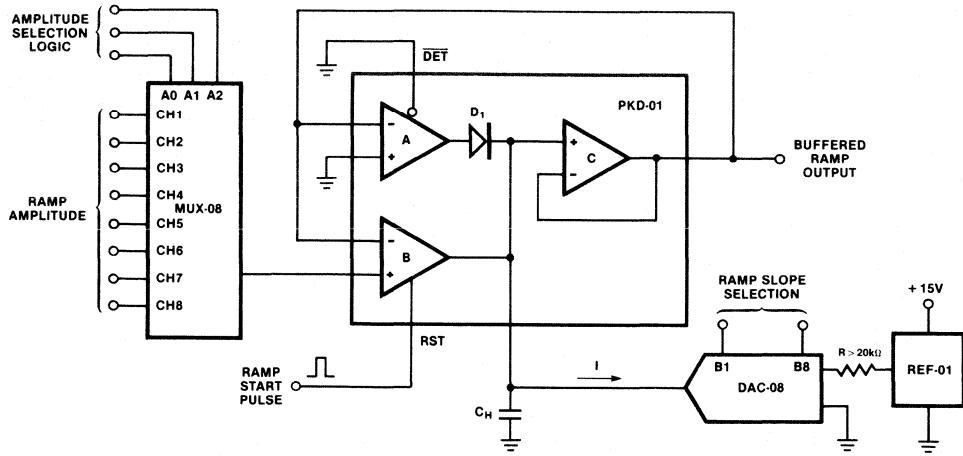 AMPLITUDE
SELECTION
LOGIC
A0 A1 A2
RAMP
AMPLITUDE
CH1
CH2
CH3
CH4
MUX-08
CH5
CH6
CH7
CH8
DET
PKD-01
-
A
+
D1
+
C
-
BUFFERED
RAMP
OUTPUT
-
B
+
RST
RAMP
START
PULSE
CH
I
RAMP SLOPE
SELECTION
B1 B8
DAC-08
R > 20kΩ
+ 15V
REF-01